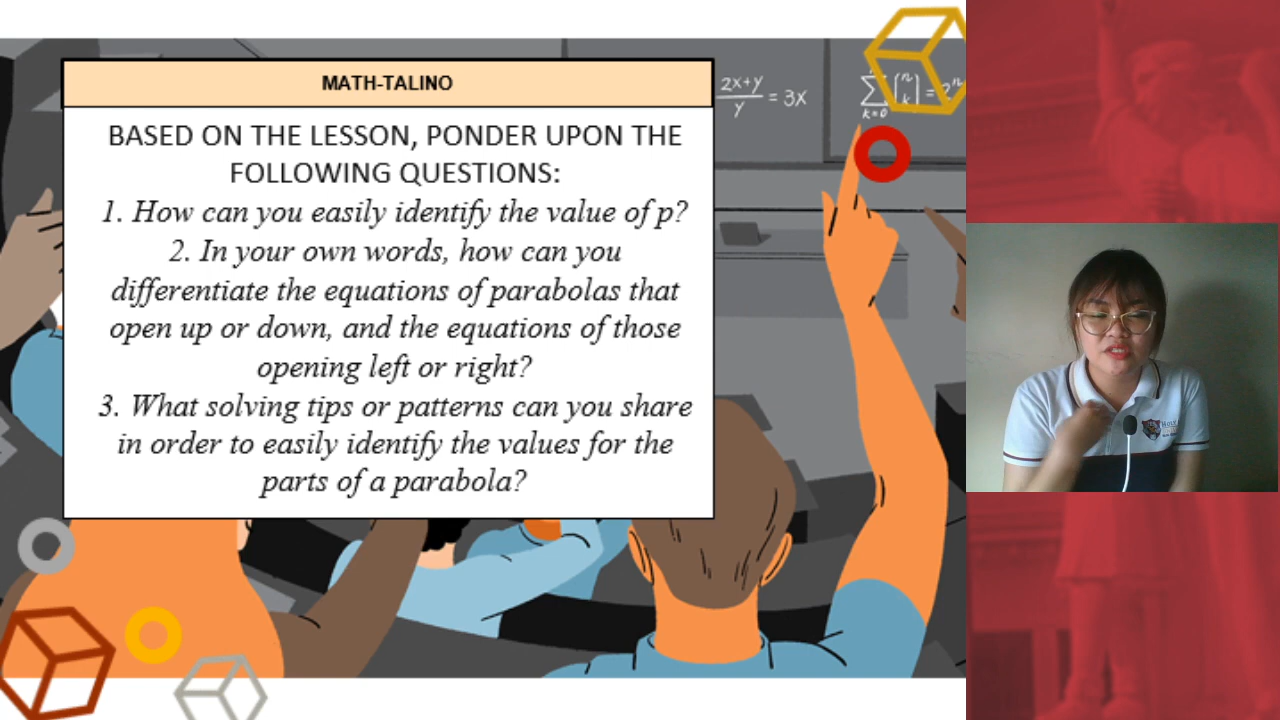 MATH-TALINO
BASED ON THE LESSON, PONDER UPON THE
FOLLOWING QUESTIONS:
1. How can you easily identify the value of p?
2. In your own words, how can you
differentiate the equations of parabolas that
open up or down, and the equations of those
opening left or right?
3. What solving tips or patterns can you share
in order to easily identify the values for the
parts of a parabola?
2x+y
y
= 3x
k=0